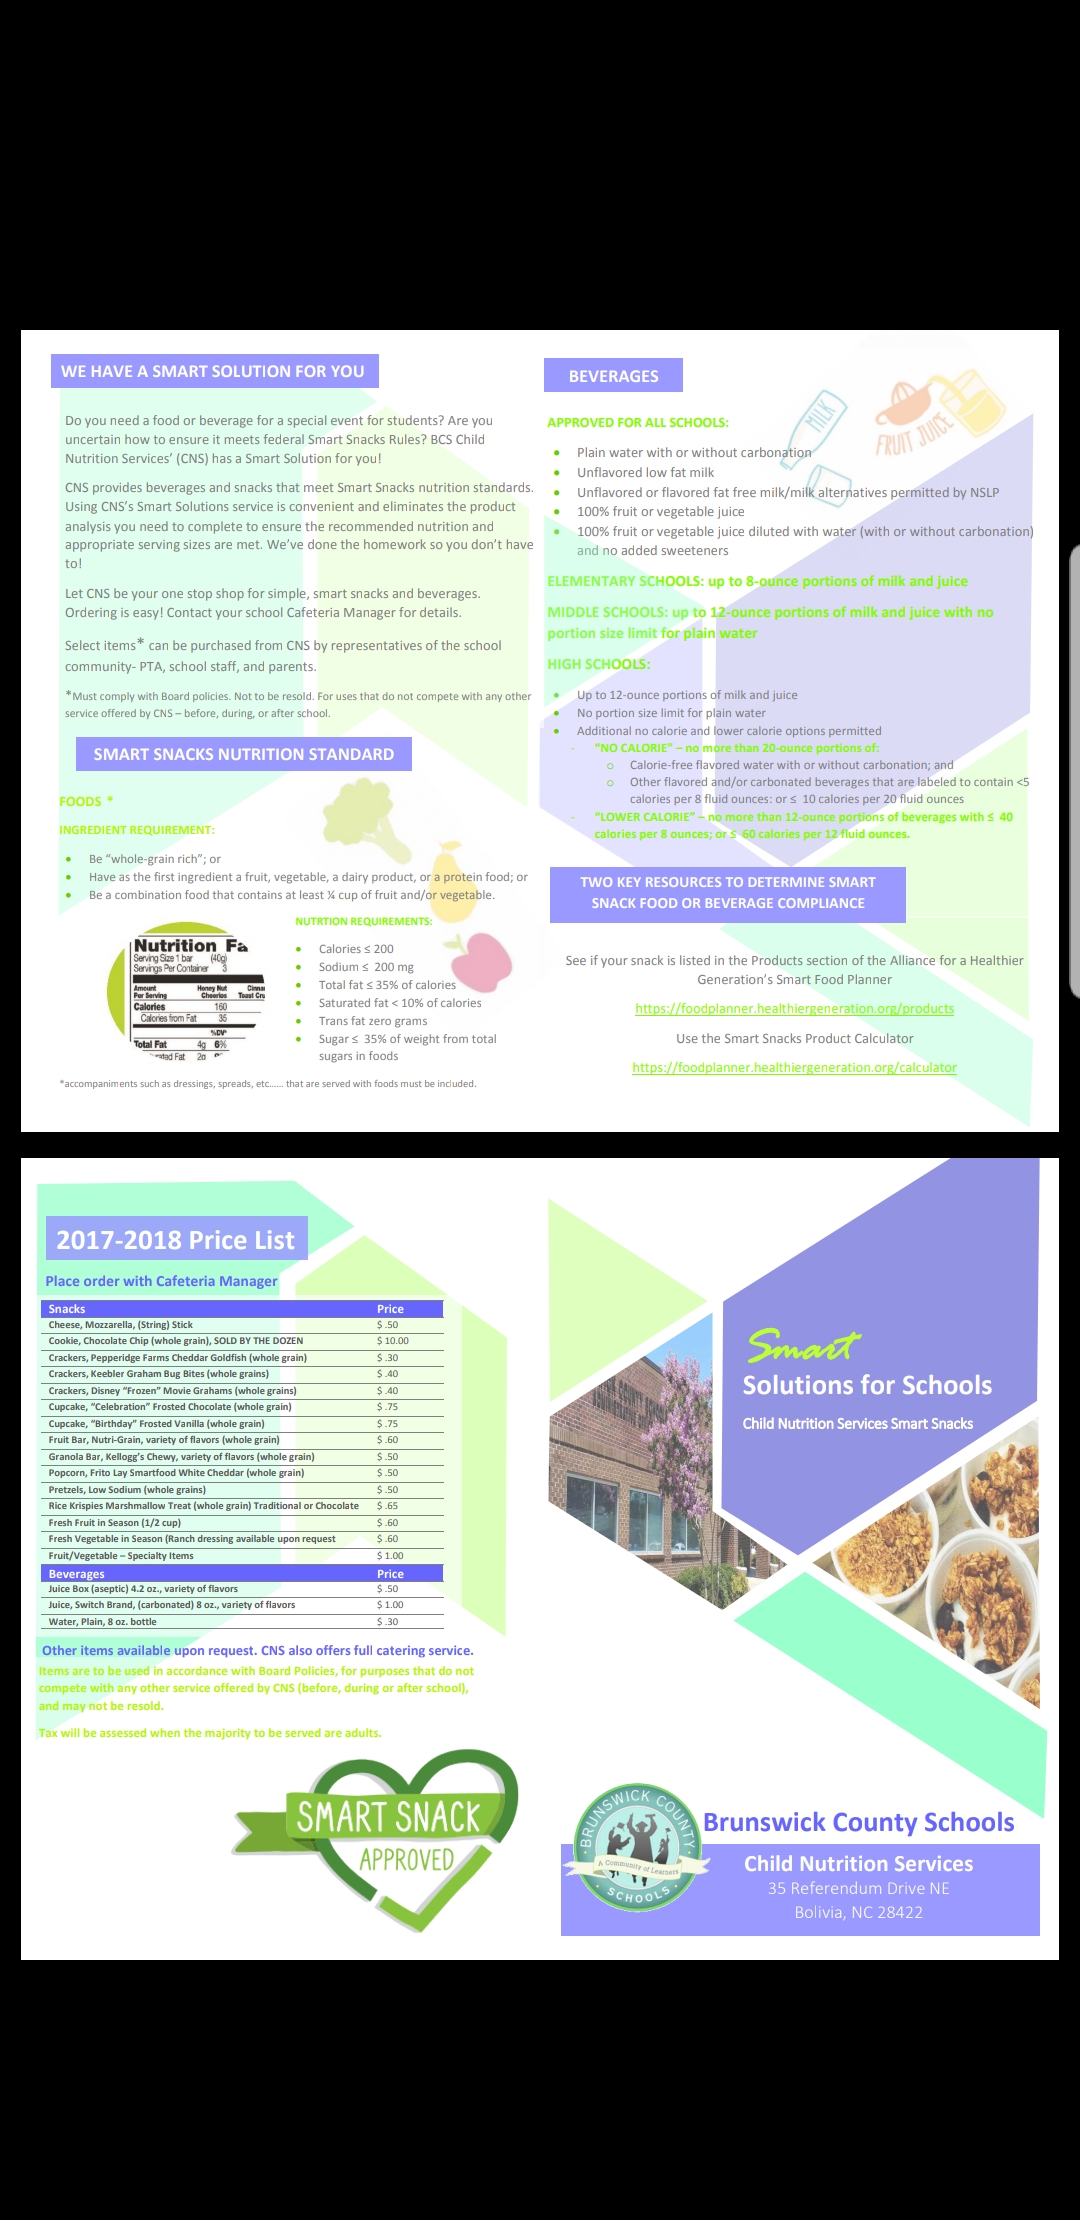 WE HAVE A SMART SOLUTION FOR YOU
Do you need a food or beverage for a special event for students? Are you
uncertain how to ensure it meets federal Smart Snacks Rules? BCS Child
Nutrition Services’ (CNS) has a Smart Solution for you!
CNS provides beverages and snacks that meet Smart Snacks nutrition standards.
Using CNS’s Smart Solutions service is convenient and eliminates the product
analysis you need to complete to ensure the recommended nutrition and
appropriate serving sizes are met. We’ve done the homework so you don’t have
to!
Let CNS be your one stop shop for simple, smart snacks and beverages.
Ordering is easy! Contact your school Cafeteria Manager for details.
Select items* can be purchased from CNS by representatives of the school
community- PTA, school staff, and parents.
*Must comply with Board policies. Not to be resold. For uses that do not compete with any other
service offered by CNS – before, during, or after school.
SMART SNACKS NUTRITION STANDARD
FOODS *
INGREDIENT REQUIREMENT:
• Be “whole-grain rich”; or
• Have as the first ingredient a fruit, vegetable, a dairy product, or a protein food; or
• Be a combination food that contains at least ¼ cup of fruit and/or vegetable.
Nutrition Fa
Serving Size 1 bar (40g)
Servings Per Container 3
Amount Honey Nut Cinna
Per Serving Cheerios Toast Cru
Calories 160
Calories from Fat 35
%DV*
Total Fat 4g 6%
rated Fat 2g
NUTRTION REQUIREMENTS:
• Calories ≤ 200
• Sodium ≤ 200 mg
• Total fat ≤ 35% of calories
• Saturated fat < 10% of calories
• Trans fat zero grams
• Sugar ≤ 35% of weight from total
sugars in foods
*accompaniments such as dressings, spreads, etc…… that are served with foods must be included.
BEVERAGES
MILK
FRUIT JUICE
APPROVED FOR ALL SCHOOLS:
• Plain water with or without carbonation
• Unflavored low fat milk
• Unflavored or flavored fat free milk/milk alternatives permitted by NSLP
• 100% fruit or vegetable juice
• 100% fruit or vegetable juice diluted with water (with or without carbonation)
and no added sweeteners
ELEMENTARY SCHOOLS: up to 8-ounce portions of milk and juice
MIDDLE SCHOOLS: up to 12-ounce portions of milk and juice with no
portion size limit for plain water
HIGH SCHOOLS:
• Up to 12-ounce portions of milk and juice
• No portion size limit for plain water
• Additional no calorie and lower calorie options permitted
- “NO CALORIE” – no more than 20-ounce portions of:
o Calorie-free flavored water with or without carbonation; and
o Other flavored and/or carbonated beverages that are labeled to contain <5
calories per 8 fluid ounces: or ≤ 10 calories per 20 fluid ounces
- “LOWER CALORIE” – no more than 12-ounce portions of beverages with ≤ 40
calories per 8 ounces; or ≤ 60 calories per 12 fluid ounces.
TWO KEY RESOURCES TO DETERMINE SMART
SNACK FOOD OR BEVERAGE COMPLIANCE
See if your snack is listed in the Products section of the Alliance for a Healthier
Generation’s Smart Food Planner
https://foodplanner.healthiergeneration.org/products
Use the Smart Snacks Product Calculator
https://foodplanner.healthiergeneration.org/calculator
2017-2018 Price List
Place order with Cafeteria Manager
Snacks Price
Cheese, Mozzarella, (String) Stick $ .50
Cookie, Chocolate Chip (whole grain), SOLD BY THE DOZEN $ 10.00
Crackers, Pepperidge Farms Cheddar Goldfish (whole grain) $ .30
Crackers, Keebler Graham Bug Bites (whole grains) $ .40
Crackers, Disney “Frozen” Movie Grahams (whole grains) $ .40
Cupcake, “Celebration” Frosted Chocolate (whole grain) $ .75
Cupcake, “Birthday” Frosted Vanilla (whole grain) $ .75
Fruit Bar, Nutri-Grain, variety of flavors (whole grain) $ .60
Granola Bar, Kellogg’s Chewy, variety of flavors (whole grain) $ .50
Popcorn, Frito Lay Smartfood White Cheddar (whole grain) $ .50
Pretzels, Low Sodium (whole grains) $ .50
Rice Krispies Marshmallow Treat (whole grain) Traditional or Chocolate $ .65
Fresh Fruit in Season (1/2 cup) $ .60
Fresh Vegetable in Season (Ranch dressing available upon request $ .60
Fruit/Vegetable – Specialty Items $ 1.00
Beverages Price
Juice Box (aseptic) 4.2 oz., variety of flavors $ .50
Juice, Switch Brand, (carbonated) 8 oz., variety of flavors $ 1.00
Water, Plain, 8 oz. bottle $ .30
Other items available upon request. CNS also offers full catering service.
Items are to be used in accordance with Board Policies, for purposes that do not
compete with any other service offered by CNS (before, during or after school),
and may not be resold.
Tax will be assessed when the majority to be served are adults.
SMART SNACK
APPROVED
Smart
Solutions for Schools
Child Nutrition Services Smart Snacks
BRUNSWICK COUNTY
A Community of Learners
SCHOOLS
Brunswick County Schools
Child Nutrition Services
35 Referendum Drive NE
Bolivia, NC 28422